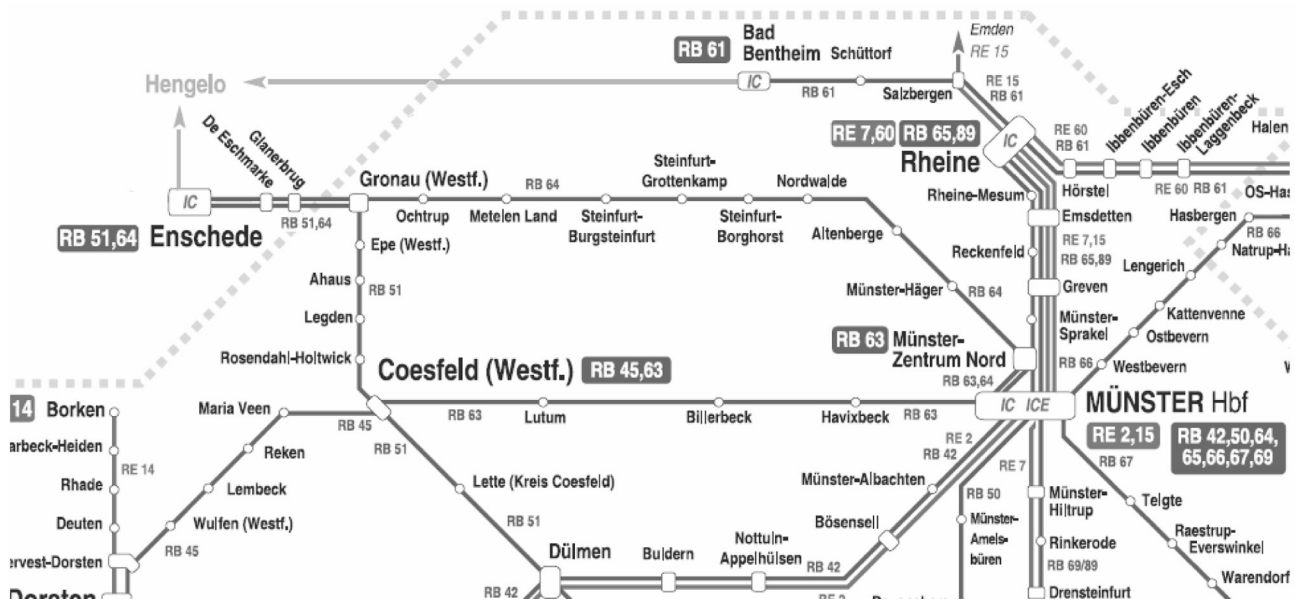 Emden
RE 15
Bad
Bentheim
RB 61
Schüttorf
IC
RB 61
Salzbergen
RE 15
RB 61
Hengelo
De Eschmarke
Glanerbrug
IC
RB 51,64
Enschede
RB 51,64
Gronau (Westf.)
Ochtrup
RB 64
Metelen Land
Steinfurt-
Burgsteinfurt
Steinfurt-
Grottenkamp
Steinfurt-
Borghorst
Nordwalde
Altenberge
Münster-Häger
RB 64
RE 7,60
RB 65,89
IC
Rheine
RE 60
RB 61
Ibbenbüren-Esch
Ibbenbüren
Ibbenbüren-
Laggenbeck
Halen
Hörstel
RE 60
RB 61
OS-Has
Rheine-Mesum
Emsdetten
RE 7,15
RB 65,89
Reckenfeld
Greven
Münster-
Sprakel
Hasbergen
RB 66
Natrup-Ha
Lengerich
Kattenvenne
Ostbevern
Westbevern
RB 66
Epe (Westf.)
Ahaus
RB 51
Legden
Rosendahl-Holtwick
Coesfeld (Westf.)
RB 45,63
RB 63
Münster-
Zentrum Nord
RB 63,64
IC ICE
MÜNSTER Hbf
RE 2,15
RB 42,50,64,
65,66,67,69
RB 63
Lutum
Billerbeck
Havixbeck
RB 63
14
Borken
arbeck-Heiden
RE 14
Rhade
Deuten
ervest-Dorsten
Dorsten
Maria Veen
RB 45
Reken
Lembeck
Wulfen (Westf.)
RB 45
RB 51
Lette (Kreis Coesfeld)
RB 51
Dülmen
RB 42
Buldern
Nottuln-
Appelhülsen
RB 42
RE 2
Bösensell
Münster-Albachten
RE 2
RB 42
RE 7
RB 50
Münster-
Amels-
büren
Münster-
Hiltrup
Rinkerode
RB 69/89
Drensteinfurt
RB 67
Telgte
Raestrup-
Everswinkel
Warendorf